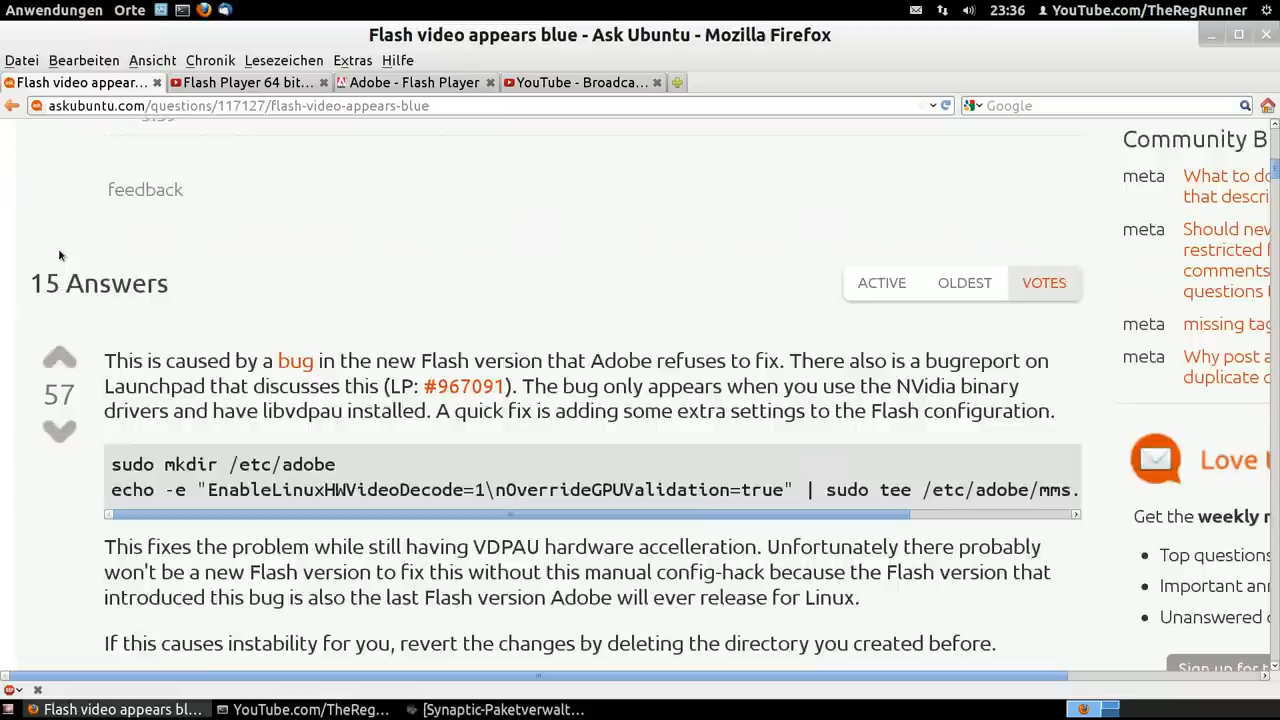 Anwendungen Orte 23:36 YouTube.com/TheRegRunner
Flash video appears blue - Ask Ubuntu - Mozilla Firefox
Datei Bearbeiten Ansicht Chronik Lesezeichen Extras Hilfe
Flash video appear... Flash Player 64 bit... Adobe - Flash Player YouTube - Broadca...
askubuntu.com/questions/117127/flash-video-appears-blue Google
feedback
15 Answers
ACTIVE OLDEST VOTES
57
This is caused by a bug in the new Flash version that Adobe refuses to fix. There also is a bugreport on
Launchpad that discusses this (LP: #967091). The bug only appears when you use the NVidia binary
drivers and have libvdpau installed. A quick fix is adding some extra settings to the Flash configuration.
sudo mkdir /etc/adobe
echo -e "EnableLinuxHWVideoDecode=1\nOverrideGPUValidation=true" | sudo tee /etc/adobe/mms.
This fixes the problem while still having VDPAU hardware accelleration. Unfortunately there probably
won't be a new Flash version to fix this without this manual config-hack because the Flash version that
introduced this bug is also the last Flash version Adobe will ever release for Linux.
If this causes instability for you, revert the changes by deleting the directory you created before.
Community B
meta What to do
that descri
meta Should new
restricted f
comments
questions t
meta missing tag
meta Why post a
duplicate c
Love
Get the weekly n
Top questions
Important ann
Unanswered
Sign up for t
Flash video appears bl... YouTube.com/TheReg... [Synaptic-Paketverwalt...